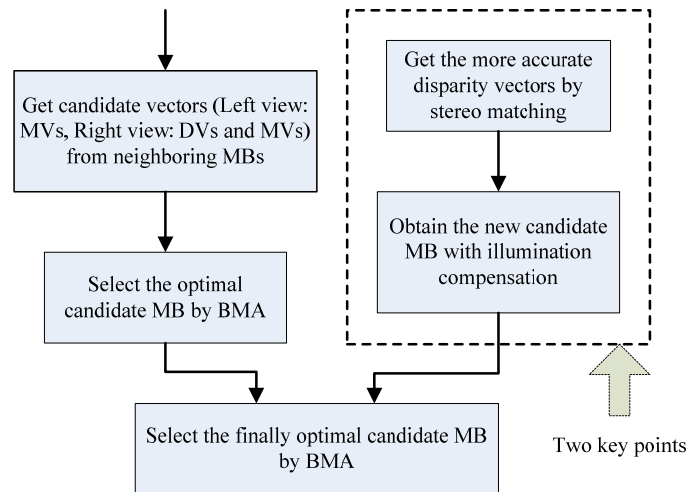 Get candidate vectors (Left view:
MVs, Right view: DVs and MVs)
from neighboring MBs
Select the optimal
candidate MB by BMA
Get the more accurate
disparity vectors by
stereo matching
Obtain the new candidate
MB with illumination
compensation
Select the finally optimal candidate MB
by BMA
Two key points